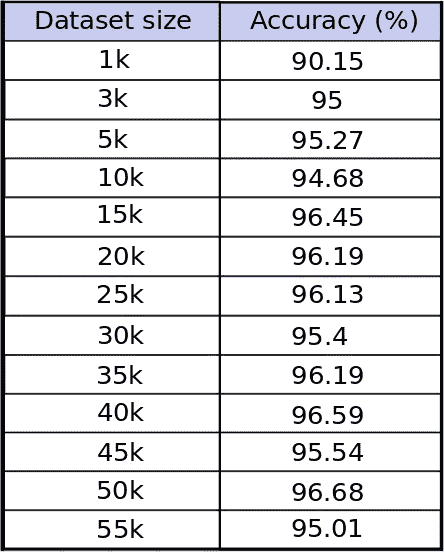 Dataset size Accuracy (%)
1k 90.15
3k 95
5k 95.27
10k 94.68
15k 96.45
20k 96.19
25k 96.13
30k 95.4
35k 96.19
40k 96.59
45k 95.54
50k 96.68
55k 95.01